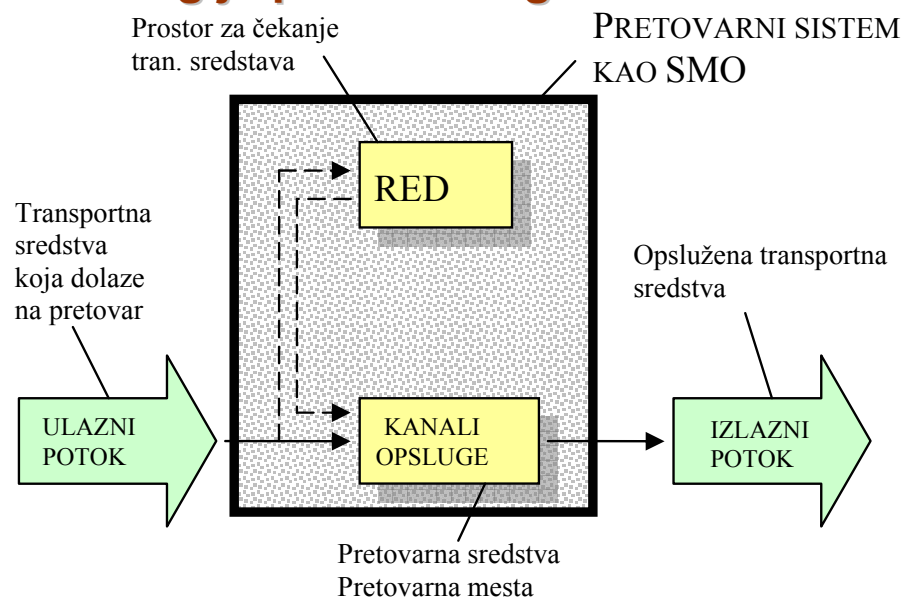 Prostor za čekanje
tran. sredstava
PRETOVARNI SISTEM
KAO SMO
RED
Transportna
sredstva
koja dolaze
na pretovar
Opslužena transportna
sredstva
ULAZNI
POTOK
KANALI
OPSLUGE
IZLAZNI
POTOK
Pretovarna sredstva
Pretovarna mesta